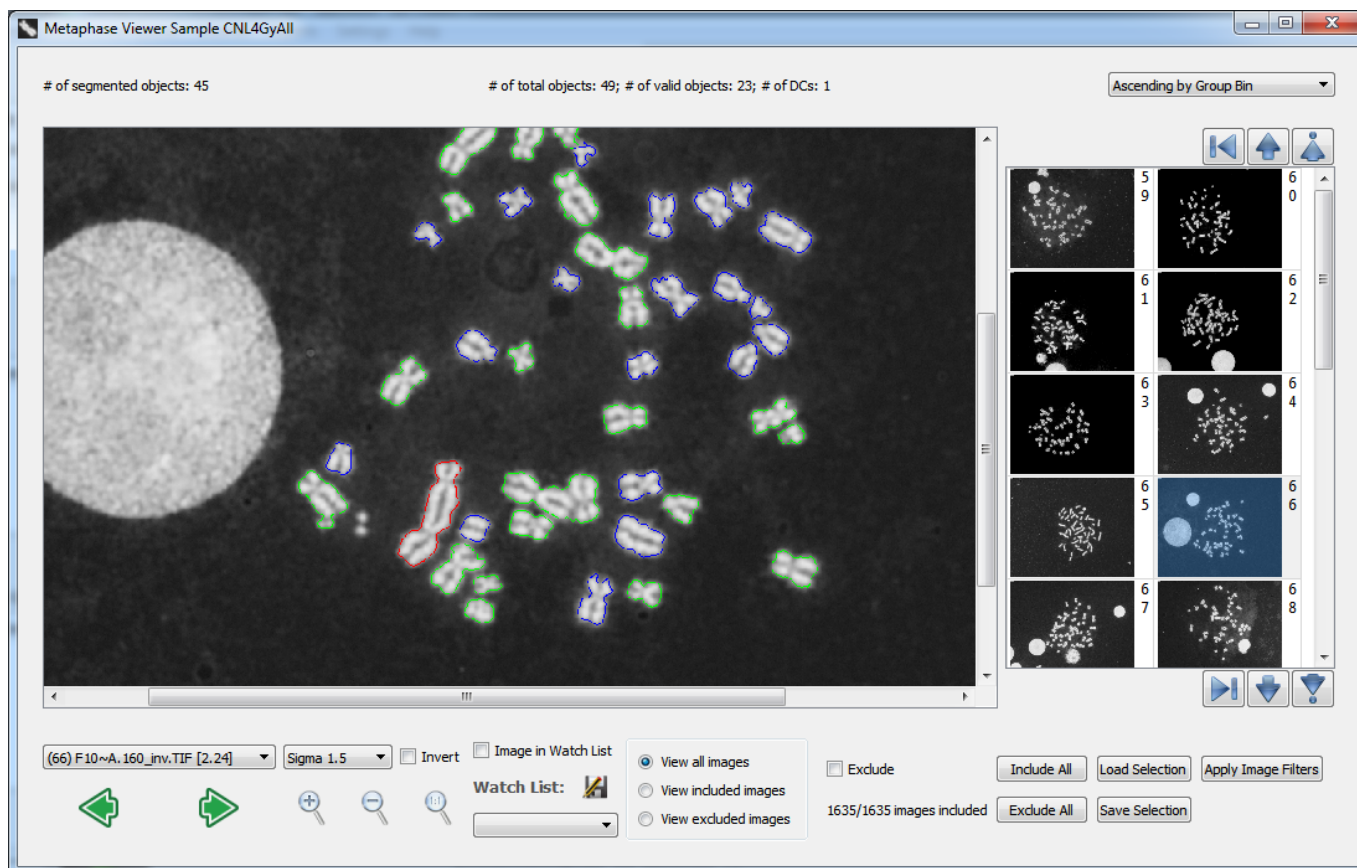 Metaphase Viewer Sample CNL4GyAll
# of segmented objects: 45
# of total objects: 49; # of valid objects: 23; # of DCs: 1
Ascending by Group Bin
59
60
61
62
63
64
65
66
67
68
(66) F10~A.160_inv.TIF [2.24]
Sigma 1.5
Invert
Image in Watch List
Watch List:
1:1
View all images
View included images
View excluded images
Exclude
1635/1635 images included
Include All
Load Selection
Apply Image Filters
Exclude All
Save Selection